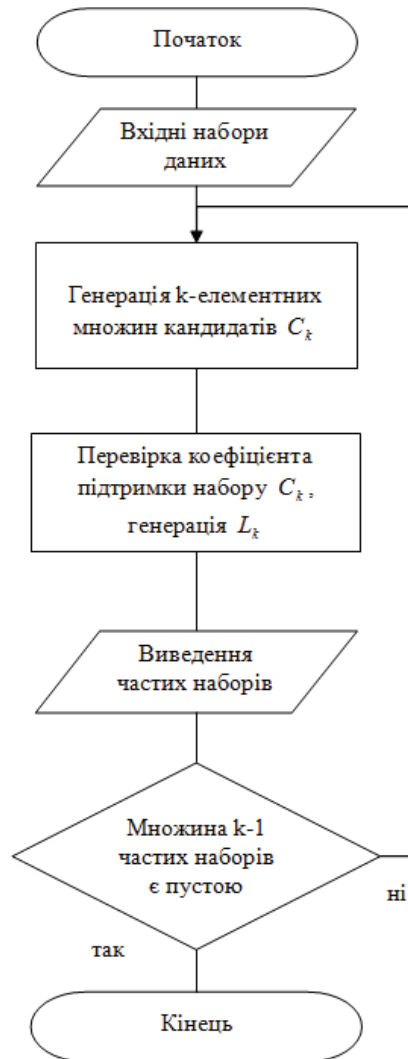 Початок
Вхідні набори
даних
Генерація k-елементних
множин кандидатів C_k
Перевірка коефіцієнта
підтримки набору C_k ,
генерація L_k
Виведення
частих наборів
Множина k-1
частих наборів
є пустою
ні
так
Кінець